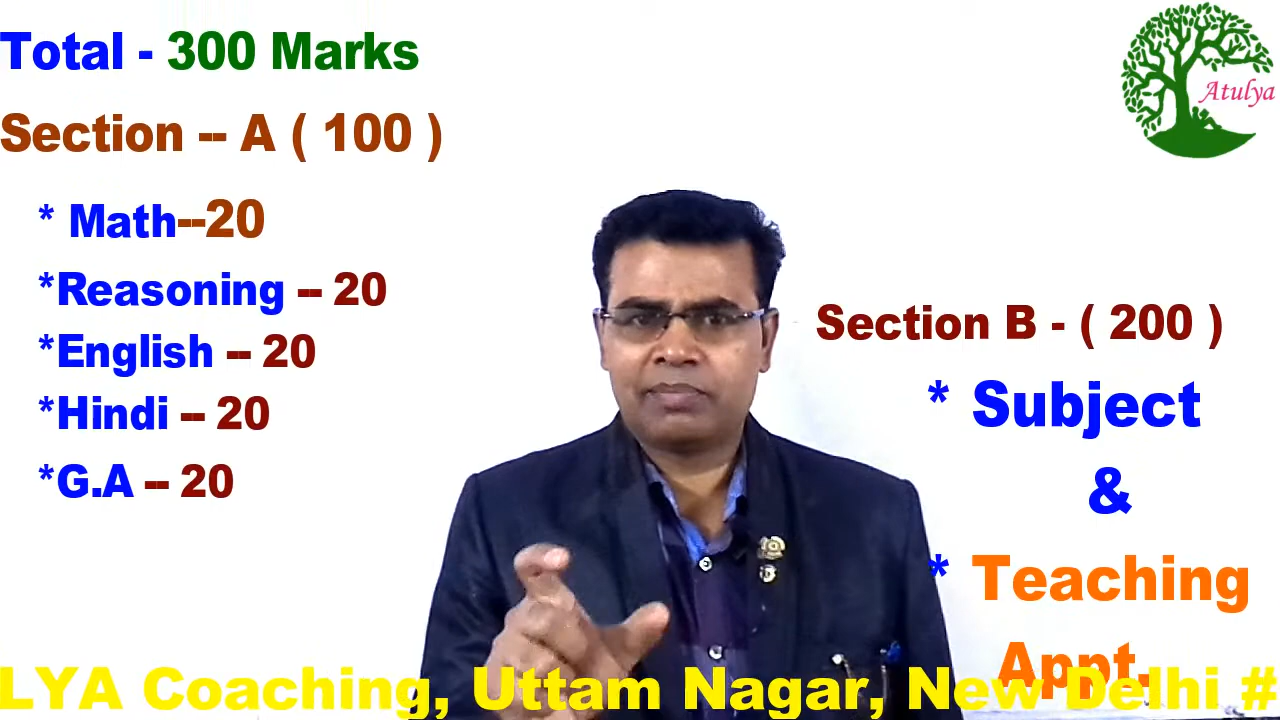 Total - 300 Marks
Section -- A ( 100 )
* Math--20
*Reasoning -- 20
*English -- 20
*Hindi -- 20
*G.A -- 20
Atulya
Section B - ( 200 )
* Subject
&
* Teaching
Appt.
LYA Coaching, Uttam Nagar, New Delhi #